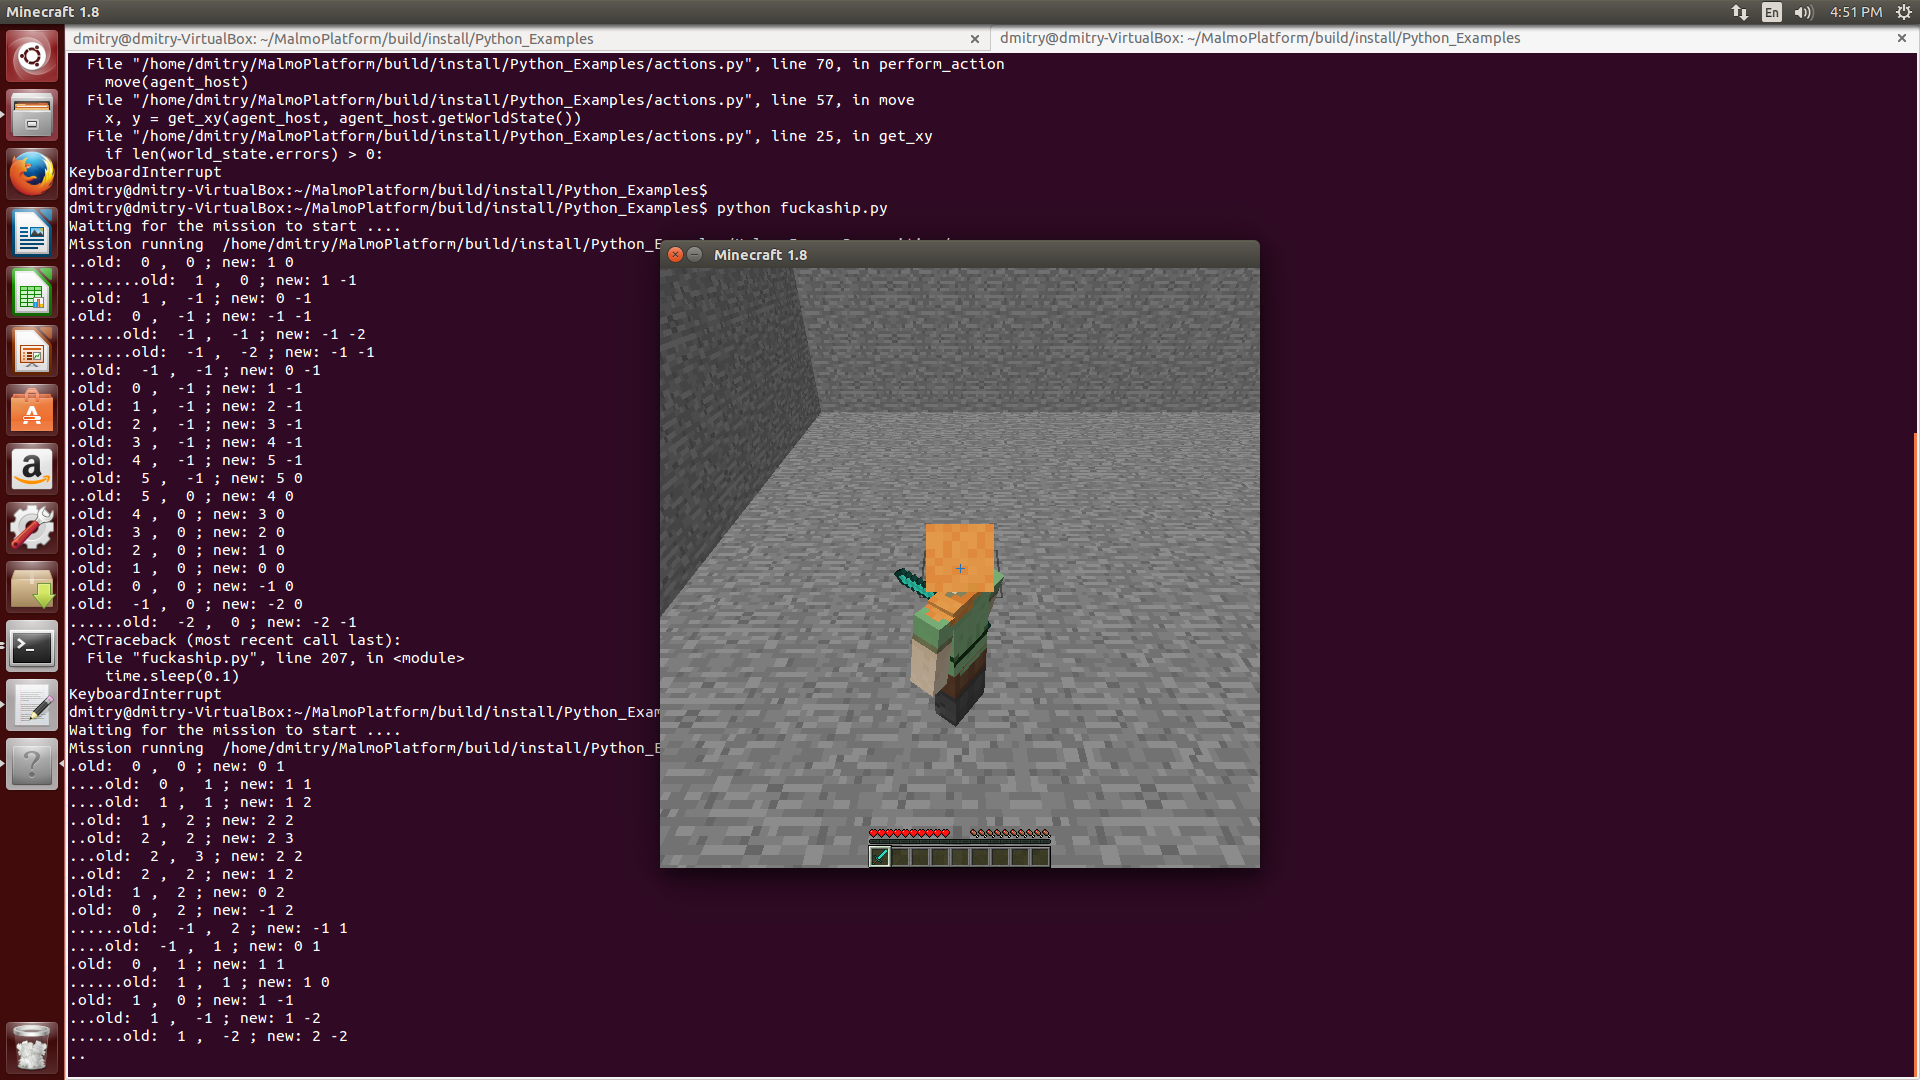 Minecraft 1.8
En
4:51 PM
dmitry@dmitry-VirtualBox: ~/MalmoPlatform/build/install/Python_Examples
dmitry@dmitry-VirtualBox: ~/MalmoPlatform/build/install/Python_Examples
File "/home/dmitry/MalmoPlatform/build/install/Python_Examples/actions.py", line 70, in perform_action
move(agent_host)
File "/home/dmitry/MalmoPlatform/build/install/Python_Examples/actions.py", line 57, in move
x, y = get_xy(agent_host, agent_host.getWorldState())
File "/home/dmitry/MalmoPlatform/build/install/Python_Examples/actions.py", line 25, in get_xy
if len(world_state.errors) > 0:
KeyboardInterrupt
dmitry@dmitry-VirtualBox:~/MalmoPlatform/build/install/Python_Examples$
dmitry@dmitry-VirtualBox:~/MalmoPlatform/build/install/Python_Examples$ python fuckaship.py
Waiting for the mission to start ....
Mission running  /home/dmitry/MalmoPlatform/build/install/Python_E
..old:  0 ,  0 ; new: 1 0
........old:  1 ,  0 ; new: 1 -1
..old:  1 ,  -1 ; new: 0 -1
.old:  0 ,  -1 ; new: -1 -1
......old:  -1 ,  -1 ; new: -1 -2
.......old:  -1 ,  -2 ; new: -1 -1
..old:  -1 ,  -1 ; new: 0 -1
.old:  0 ,  -1 ; new: 1 -1
.old:  1 ,  -1 ; new: 2 -1
.old:  2 ,  -1 ; new: 3 -1
.old:  3 ,  -1 ; new: 4 -1
.old:  4 ,  -1 ; new: 5 -1
..old:  5 ,  -1 ; new: 5 0
..old:  5 ,  0 ; new: 4 0
.old:  4 ,  0 ; new: 3 0
.old:  3 ,  0 ; new: 2 0
.old:  2 ,  0 ; new: 1 0
.old:  1 ,  0 ; new: 0 0
.old:  0 ,  0 ; new: -1 0
.old:  -1 ,  0 ; new: -2 0
......old:  -2 ,  0 ; new: -2 -1
.^CTraceback (most recent call last):
File "fuckaship.py", line 207, in <module>
time.sleep(0.1)
KeyboardInterrupt
dmitry@dmitry-VirtualBox:~/MalmoPlatform/build/install/Python_Exam
Waiting for the mission to start ....
Mission running  /home/dmitry/MalmoPlatform/build/install/Python_E
.old:  0 ,  0 ; new: 0 1
....old:  0 ,  1 ; new: 1 1
....old:  1 ,  1 ; new: 1 2
..old:  1 ,  2 ; new: 2 2
..old:  2 ,  2 ; new: 2 3
...old:  2 ,  3 ; new: 2 2
..old:  2 ,  2 ; new: 1 2
.old:  1 ,  2 ; new: 0 2
.old:  0 ,  2 ; new: -1 2
......old:  -1 ,  2 ; new: -1 1
....old:  -1 ,  1 ; new: 0 1
.old:  0 ,  1 ; new: 1 1
......old:  1 ,  1 ; new: 1 0
.old:  1 ,  0 ; new: 1 -1
...old:  1 ,  -1 ; new: 1 -2
......old:  1 ,  -2 ; new: 2 -2
..
Minecraft 1.8